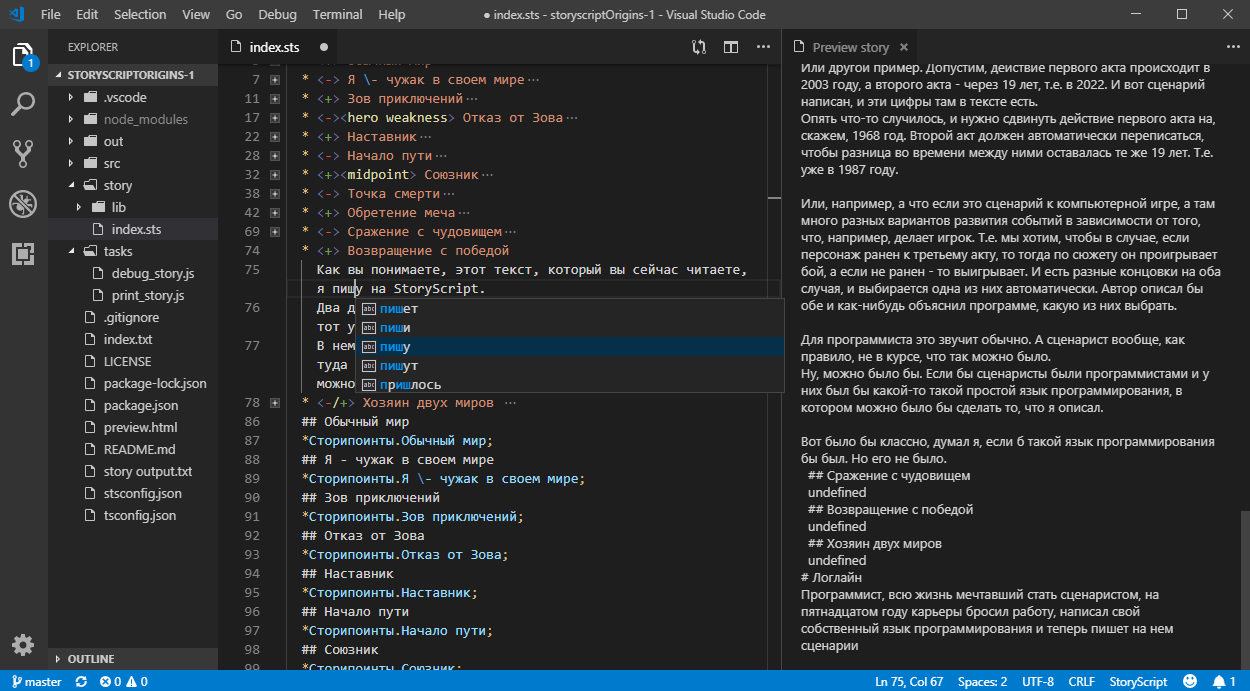 File Edit Selection View Go Debug Terminal Help
● index.sts - storyscriptOrigins-1 - Visual Studio Code
1
EXPLORER
STORYSCRIPTORIGINS-1
.vscode
node_modules
out
src
story
lib
index.sts
tasks
debug_story.js
print_story.js
.gitignore
index.txt
LICENSE
package-lock.json
package.json
preview.html
README.md
story output.txt
stsconfig.json
tsconfig.json
OUTLINE
index.sts ●
7 * <-> Я \- чужак в своем мире…
11 * <+> Зов приключений…
17 * <-><hero weakness> Отказ от Зова…
22 * <+> Наставник…
28 * <-> Начало пути…
32 * <+><midpoint> Союзник…
38 * <-> Точка смерти…
42 * <+> Обретение меча…
69 * <-> Сражение с чудовищем…
74 * <+> Возвращение с победой
75 Как вы понимаете, этот текст, который вы сейчас читаете,
я пишу на StoryScript.
76 Два д
тот у
77 В нем
туда
можно
пишет
пиши
пишу
пишут
пришлось
78 * <-/+> Хозяин двух миров …
86 ## Обычный мир
87 *Сторипоинты.Обычный мир;
88 ## Я - чужак в своем мире
89 *Сторипоинты.Я \- чужак в своем мире;
90 ## Зов приключений
91 *Сторипоинты.Зов приключений;
92 ## Отказ от Зова
93 *Сторипоинты.Отказ от Зова;
94 ## Наставник
95 *Сторипоинты.Наставник;
96 ## Начало пути
97 *Сторипоинты.Начало пути;
98 ## Союзник
99 *Сторипоинты.Союзник;
Preview story ×
Или другой пример. Допустим, действие первого акта происходит в
2003 году, а второго акта - через 19 лет, т.е. в 2022. И вот сценарий
написан, и эти цифры там в тексте есть.
Опять что-то случилось, и нужно сдвинуть действие первого акта на,
скажем, 1968 год. Второй акт должен автоматически переписаться,
чтобы разница во времени между ними оставалась те же 19 лет. Т.е.
уже в 1987 году.
Или, например, а что если это сценарий к компьютерной игре, а там
много разных вариантов развития событий в зависимости от того,
что, например, делает игрок. Т.е. мы хотим, чтобы в случае, если
персонаж ранен к третьему акту, то тогда по сюжету он проигрывает
бой, а если не ранен - то выигрывает. И есть разные концовки на оба
случая, и выбирается одна из них автоматически. Автор описал бы
обе и как-нибудь объяснил программе, какую из них выбрать.
Для программиста это звучит обычно. А сценарист вообще, как
правило, не в курсе, что так можно было.
Ну, можно было бы. Если бы сценаристы были программистами и у
них был бы какой-то такой простой язык программирования, в
котором можно было бы сделать то, что я описал.
Вот было бы классно, думал я, если б такой язык программирования
бы был. Но его не было.
## Сражение с чудовищем
undefined
## Возвращение с победой
undefined
## Хозяин двух миров
undefined
# Логлайн
Программист, всю жизнь мечтавший стать сценаристом, на
пятнадцатом году карьеры бросил работу, написал свой
собственный язык программирования и теперь пишет на нем
сценарии
master 0 0 Ln 75, Col 67 Spaces: 2 UTF-8 CRLF StoryScript 1